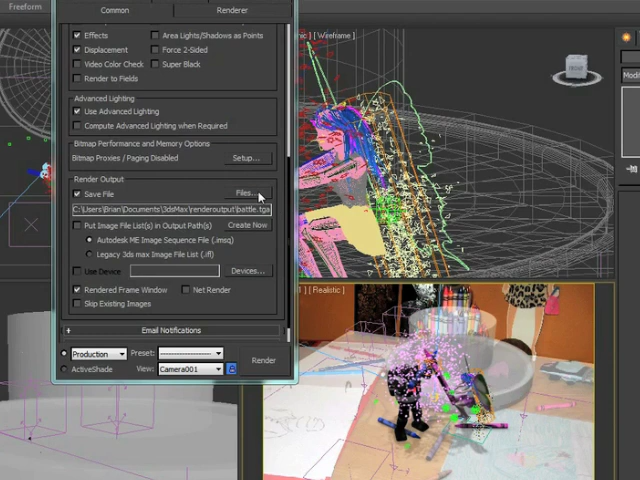 Freeform
Common
Renderer
Effects
Area Lights/Shadows as Points
Displacement
Force 2-Sided
Video Color Check
Super Black
Render to Fields
Advanced Lighting
Use Advanced Lighting
Compute Advanced Lighting when Required
Bitmap Performance and Memory Options
Bitmap Proxies / Paging Disabled
Setup...
Render Output
Save File
Files...
C:\Users\Brian\Documents\3dsMax\renderoutput\battle.tga
Put Image File List(s) in Output Path(s)
Create Now
Autodesk ME Image Sequence File (.imsq)
Legacy 3ds max Image File List (.ifl)
Use Device
Devices...
Rendered Frame Window
Net Render
Skip Existing Images
+ Email Notifications
Production
Preset:
--------------------
Render
ActiveShade
View:
Camera001
] [ Wireframe ]
] [ Realistic ]
Modi